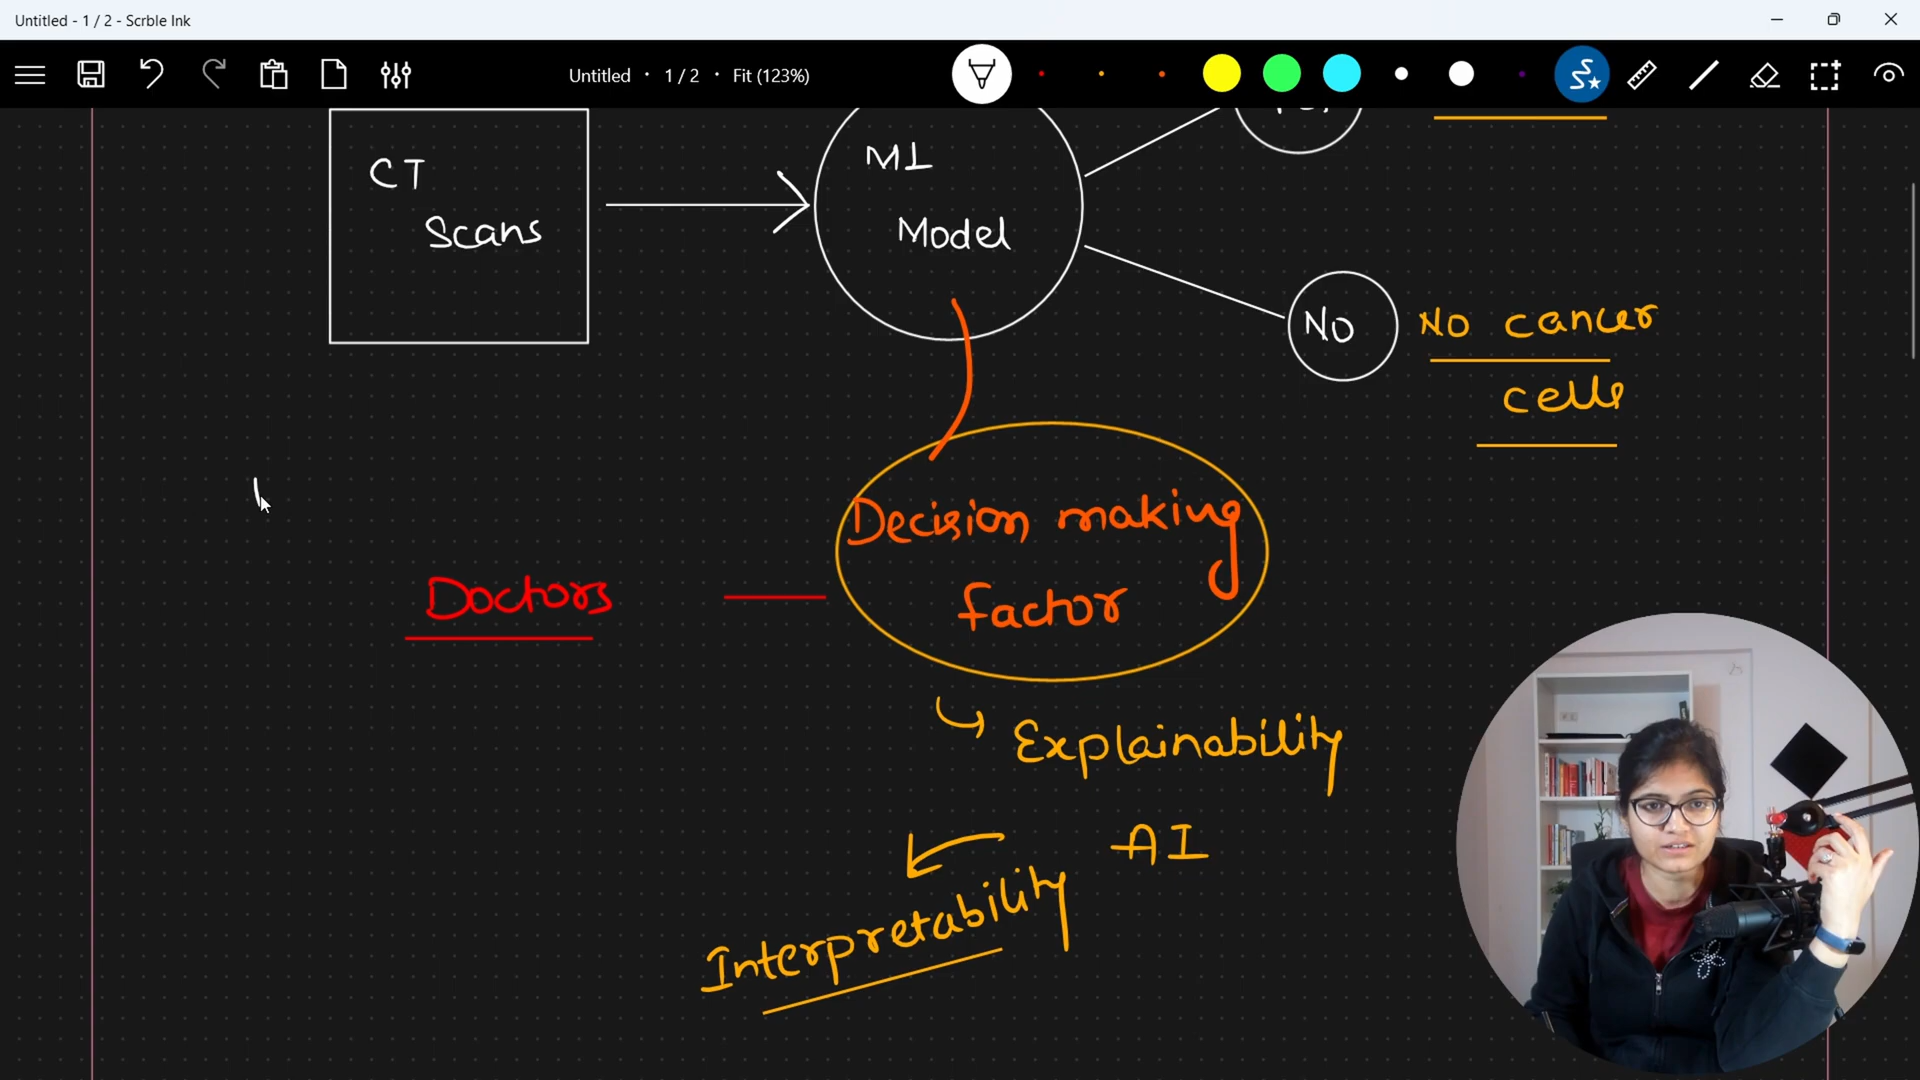 Untitled - 1 / 2 - Scrble Ink
Untitled • 1 / 2 • Fit (123%)
CT
Scans
ML
Model
No
No cancer
cells
Decision making
factor
Doctors
Explainability
AI
Interpretability